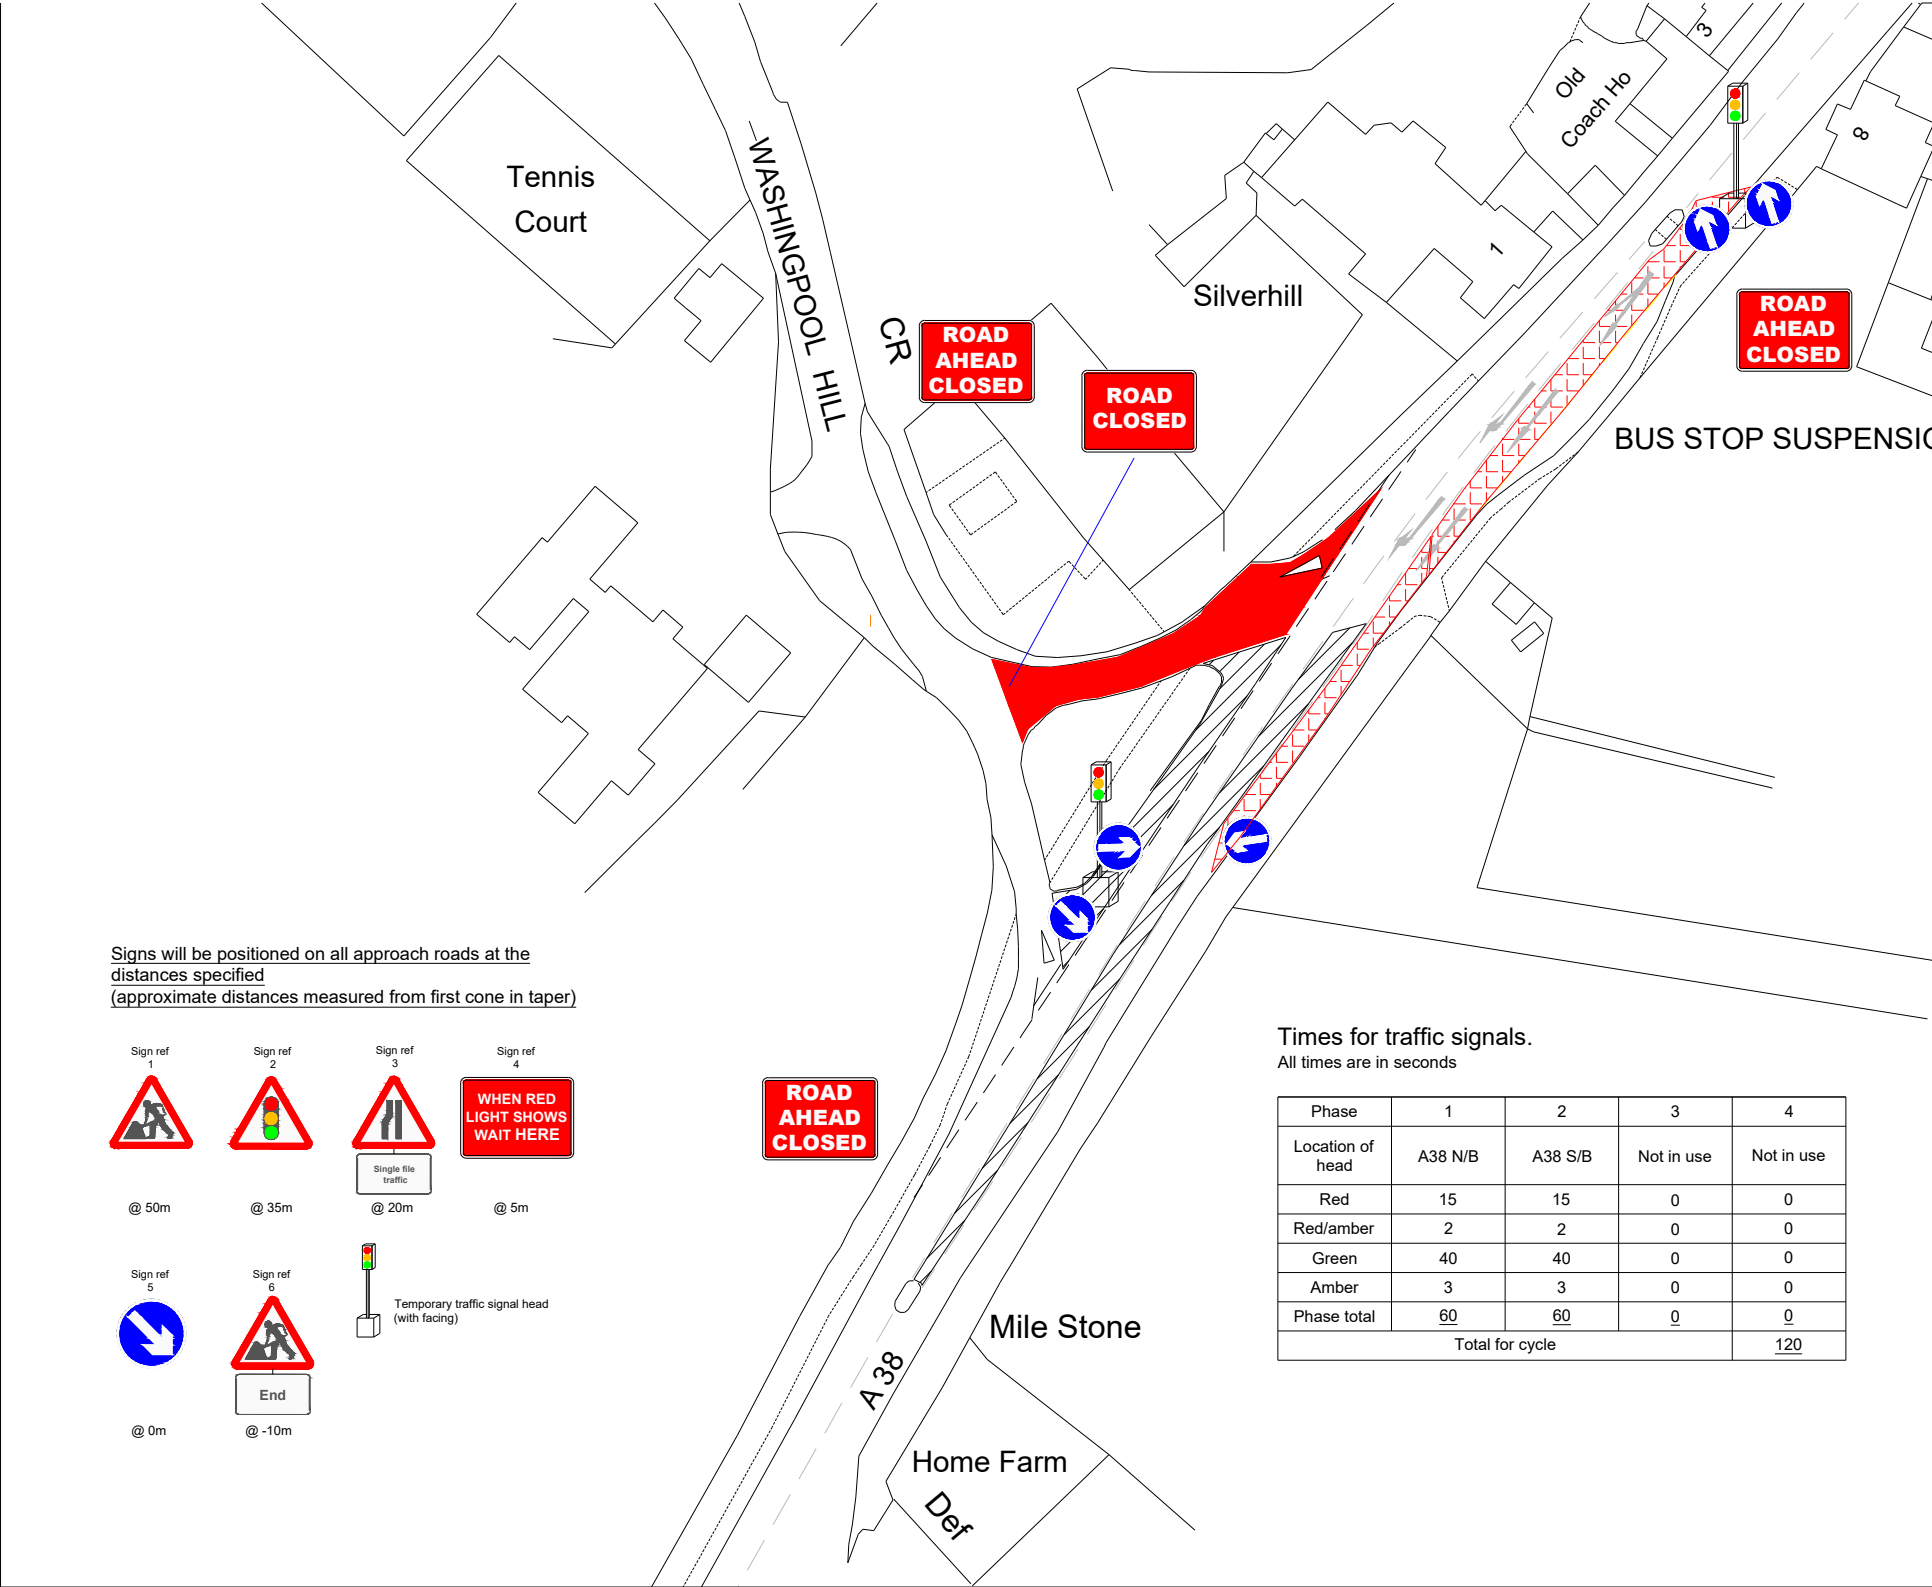 Tennis
Court
WASHINGPOOL HILL
CR
Silverhill
1
Old
Coach Ho
3
8
ROAD
AHEAD
CLOSED
ROAD
CLOSED
ROAD
AHEAD
CLOSED
BUS STOP SUSPENSIO
Signs will be positioned on all approach roads at the
distances specified
(approximate distances measured from first cone in taper)
Sign ref
1
Sign ref
2
Sign ref
3
Sign ref
4
Single file
traffic
WHEN RED
LIGHT SHOWS
WAIT HERE
@ 50m
@ 35m
@ 20m
@ 5m
Sign ref
5
Sign ref
6
End
Temporary traffic signal head
(with facing)
@ 0m
@ -10m
ROAD
AHEAD
CLOSED
A 38
Mile Stone
Home Farm
Def
Times for traffic signals.
All times are in seconds
Phase 1 2 3 4
Location of
head A38 N/B A38 S/B Not in use Not in use
Red 15 15 0 0
Red/amber 2 2 0 0
Green 40 40 0 0
Amber 3 3 0 0
Phase total 60 60 0 0
Total for cycle 120